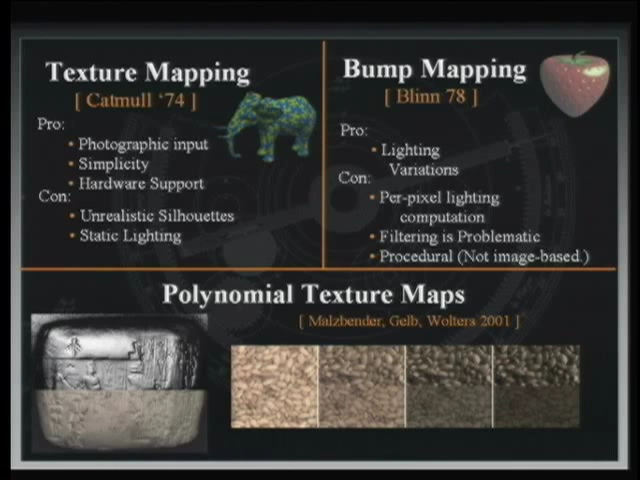 Texture Mapping
[ Catmull ‘74 ]
Pro:
• Photographic input
• Simplicity
• Hardware Support
Con:
• Unrealistic Silhouettes
• Static Lighting
Bump Mapping
[ Blinn 78 ]
Pro:
• Lighting
Variations
Con:
• Per-pixel lighting
computation
• Filtering is Problematic
• Procedural (Not image-based.)
Polynomial Texture Maps
[ Malzbender, Gelb, Wolters 2001 ]